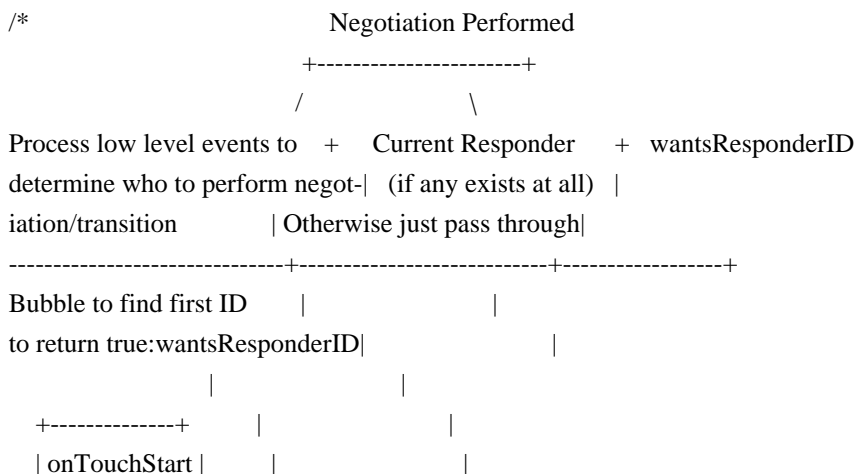 /* Negotiation Performed
+-----------------------+
/ \
Process low level events to + Current Responder + wantsResponderID
determine who to perform negot-| (if any exists at all) |
iation/transition | Otherwise just pass through|
-------------------------------+----------------------------+------------------+
Bubble to find first ID | |
to return true:wantsResponderID| |
| |
+--------------+ | |
| onTouchStart | | |